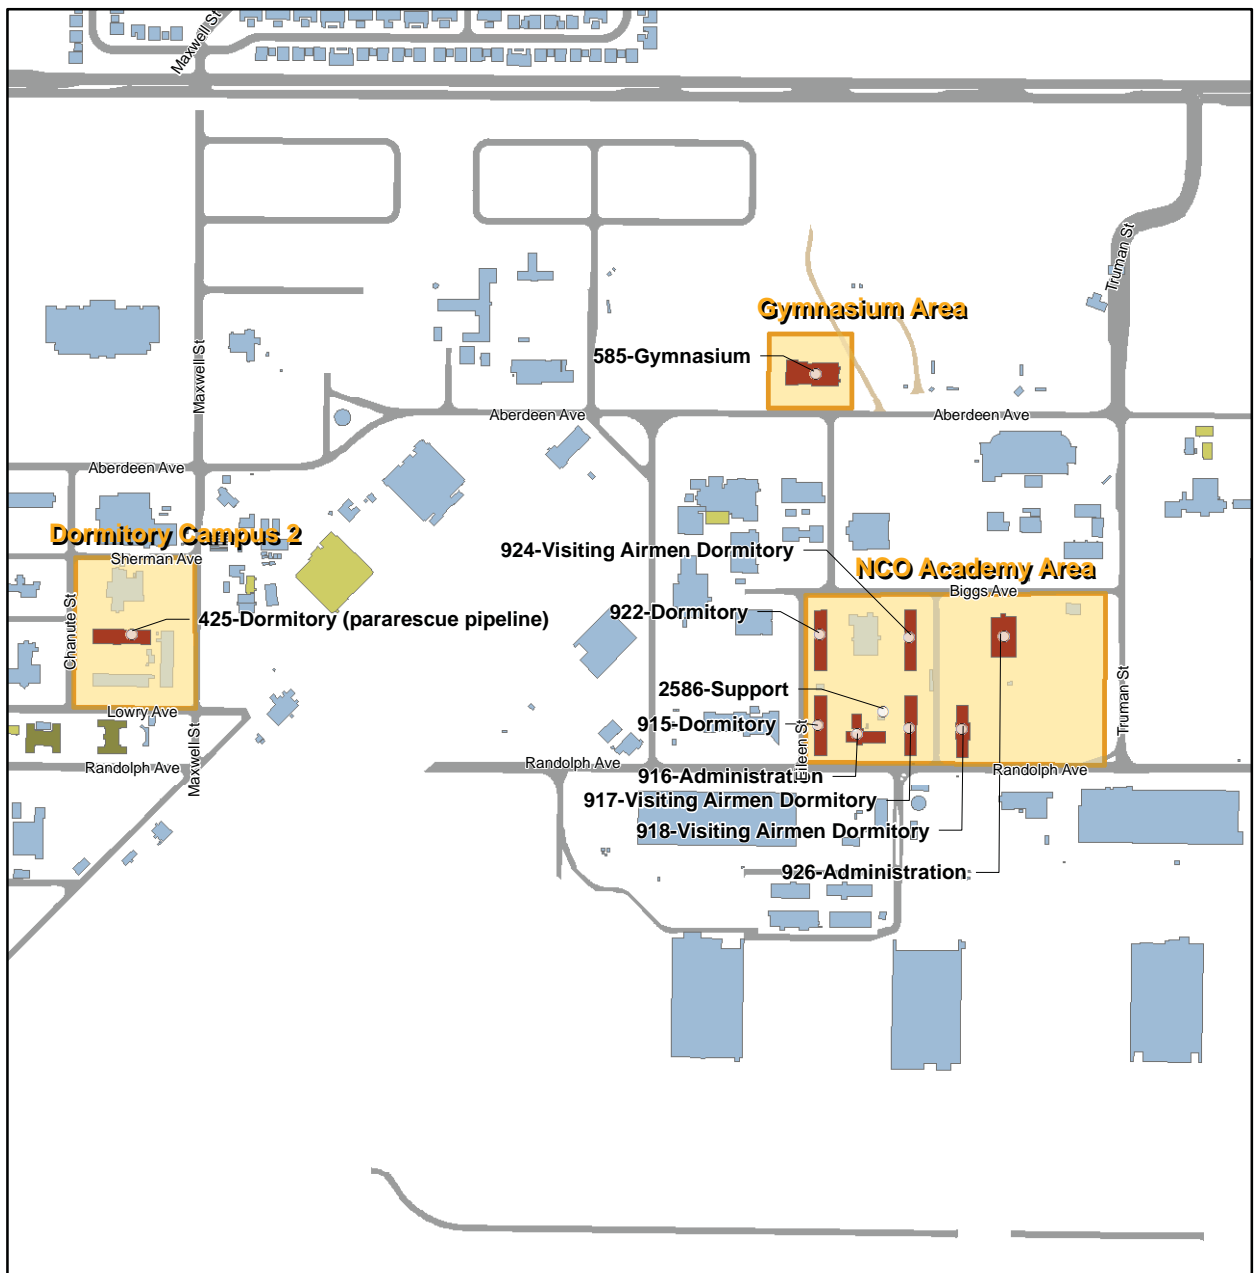 Maxwell St
Truman St
Gymnasium Area
585-Gymnasium
Maxwell St
Aberdeen Ave
Aberdeen Ave
Aberdeen Ave
Dormitory Campus 2
Sherman Ave
924-Visiting Airmen Dormitory
NCO Academy Area
Biggs Ave
922-Dormitory
425-Dormitory (pararescue pipeline)
Chanute St
2586-Support
Truman St
Lowry Ave
915-Dormitory
Eileen St
Maxwell St
Randolph Ave
Randolph Ave
Randolph Ave
916-Administration
917-Visiting Airmen Dormitory
918-Visiting Airmen Dormitory
926-Administration